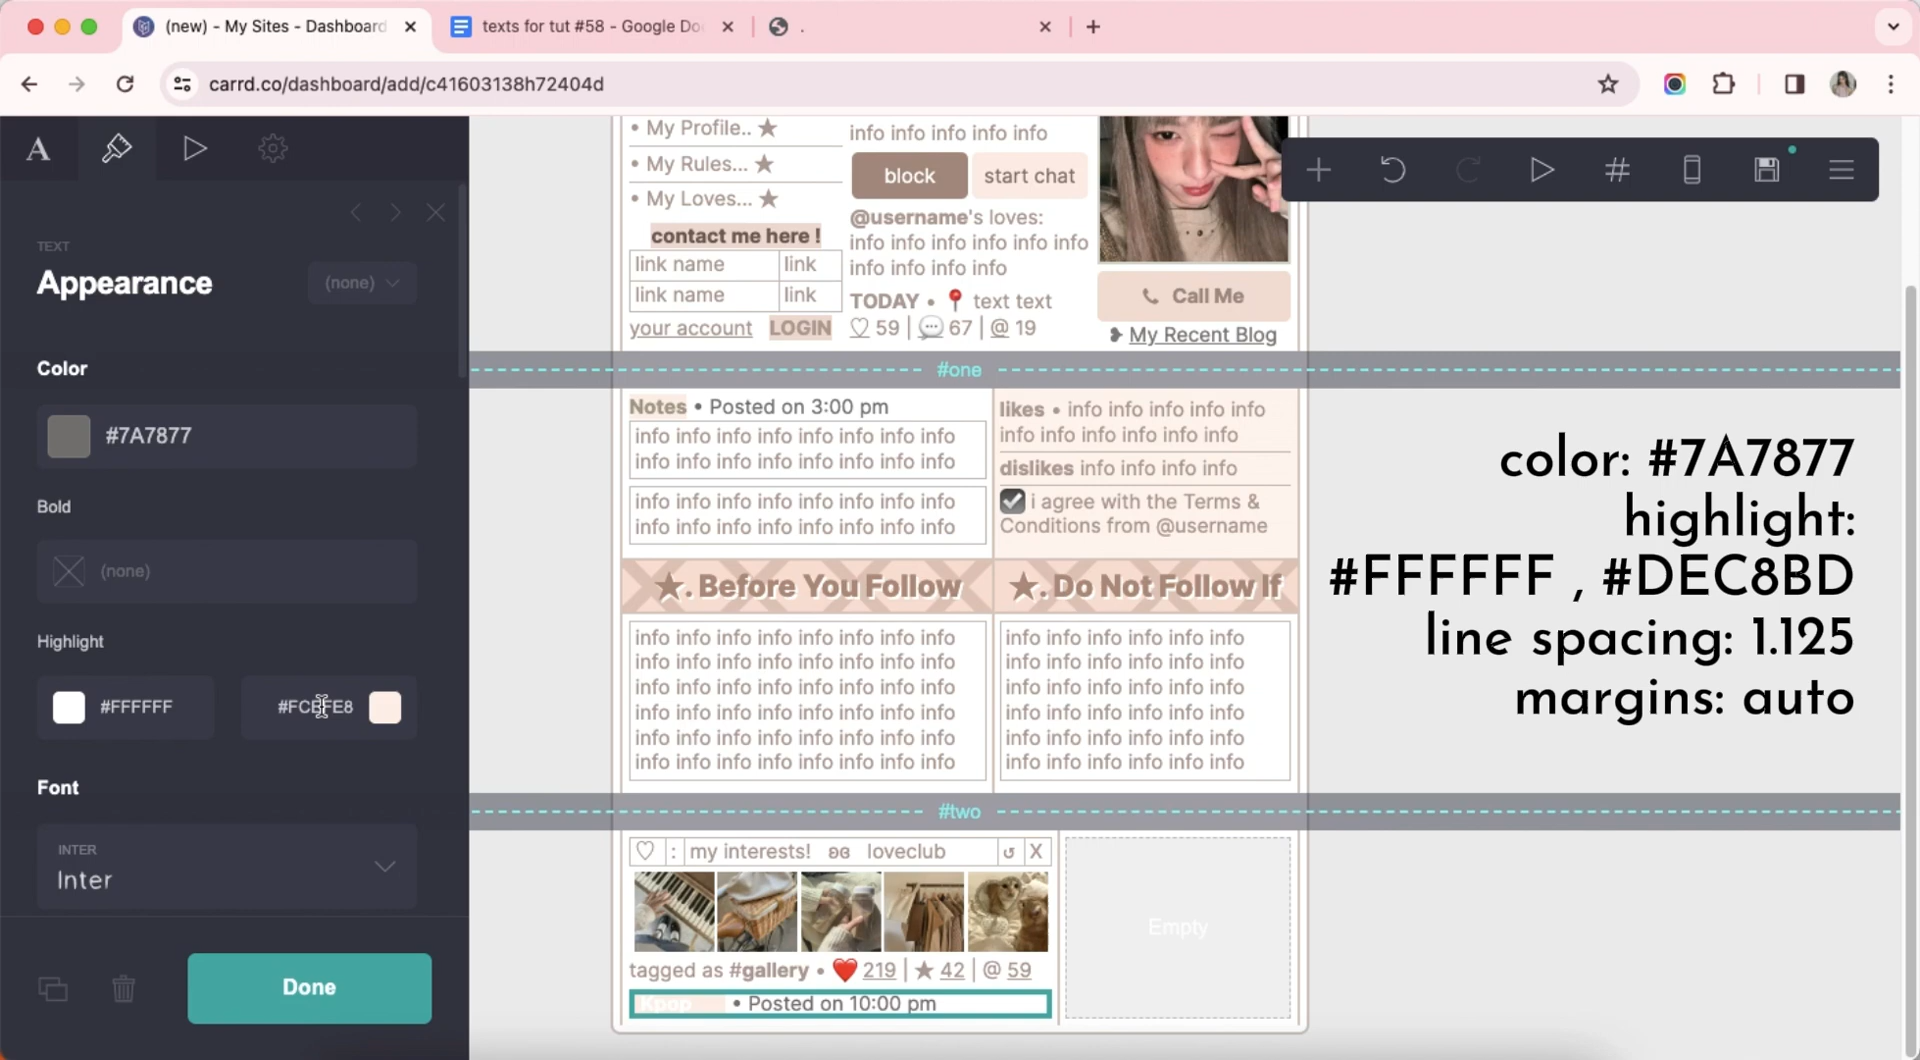 (new) - My Sites - Dashboard
texts for tut #58 - Google Do
.
carrd.co/dashboard/add/c41603138h72404d
TEXT
Appearance
(none)
Color
#7A7877
Bold
(none)
Highlight
#FFFFFF
Font
INTER
Inter
Done
• My Profile.. ★
• My Rules... ★
• My Loves... ★
contact me here !
link name link
link name link
your account LOGIN
info info info info info
block start chat
@username's loves:
info info info info info info
info info info info
TODAY • 📍 text text
♡ 59 | 💬 67 | @ 19
Call Me
❥ My Recent Blog
#one
Notes • Posted on 3:00 pm
info info info info info info info info
info info info info info info info info
info info info info info info info info
info info info info info info info info
likes • info info info info info
info info info info info info
dislikes info info info info
☑ i agree with the Terms &
Conditions from @username
★. Before You Follow
★. Do Not Follow If
info info info info info info info info
info info info info info info info info
info info info info info info info info
info info info info info info info info
info info info info info info info info
info info info info info info info info
info info info info info info
info info info info info info
info info info info info info
info info info info info info
info info info info info info
info info info info info info
#two
♡ : my interests! ʚɞ loveclub ↺ X
tagged as #gallery • ❤️ 219 | ★ 42 | @ 59
Kpop • Posted on 10:00 pm
Empty
color: #7A7877
highlight:
#FFFFFF , #DEC8BD
line spacing: 1.125
margins: auto